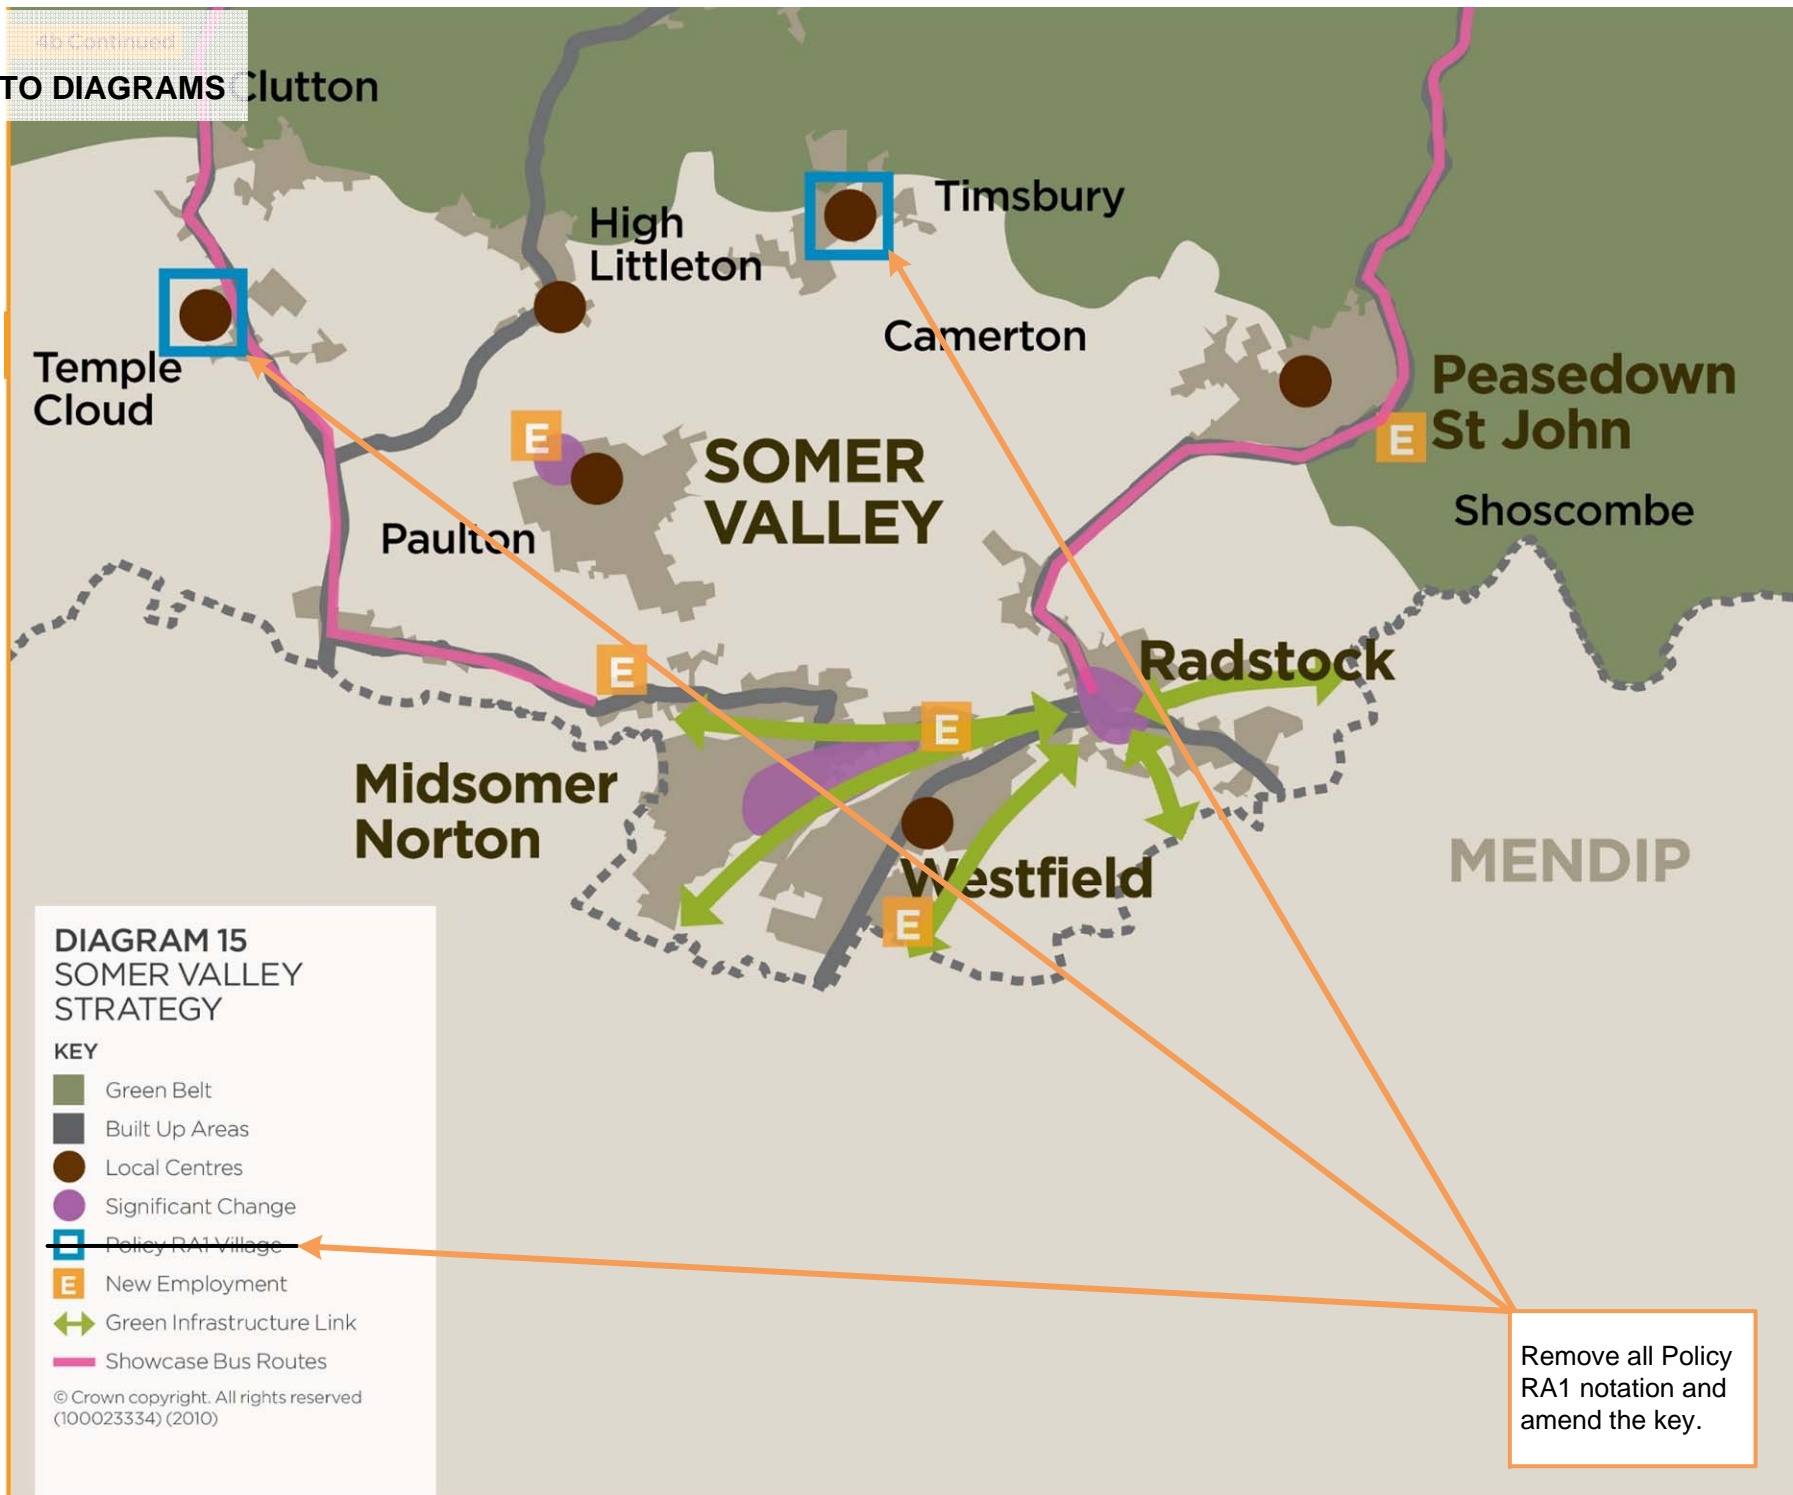 4b Continued
TO DIAGRAMS
Clutton
Timsbury
High
Littleton
Camerton
Temple
Cloud
Peasedown
St John
E
E
SOMER
VALLEY
Shoscombe
Paulton
Radstock
E
E
Midsomer
Norton
MENDIP
Westfield
E
DIAGRAM 15
SOMER VALLEY
STRATEGY
KEY
Green Belt
Built Up Areas
Local Centres
Significant Change
Policy RA1 Village
E New Employment
Green Infrastructure Link
Showcase Bus Routes
© Crown copyright. All rights reserved
(100023334) (2010)
Remove all Policy
RA1 notation and
amend the key.